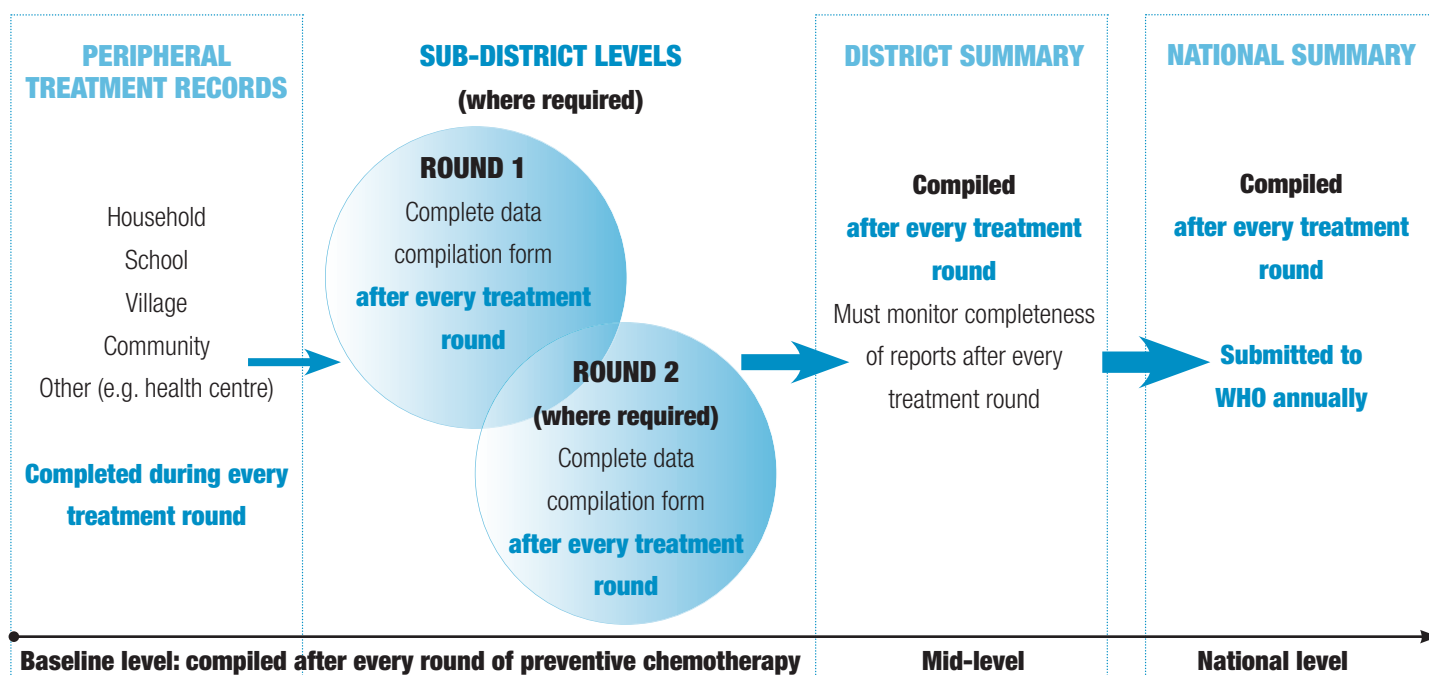 PERIPHERAL
TREATMENT RECORDS
Household
School
Village
Community
Other (e.g. health centre)
Completed during every
treatment round
SUB-DISTRICT LEVELS
(where required)
ROUND 1
Complete data
compilation form
after every treatment
round
ROUND 2
(where required)
Complete data
compilation form
after every treatment
round
DISTRICT SUMMARY
Compiled
after every treatment
round
Must monitor completeness
of reports after every
treatment round
NATIONAL SUMMARY
Compiled
after every treatment
round
Submitted to
WHO annually
Baseline level: compiled after every round of preventive chemotherapy
Mid-level
National level